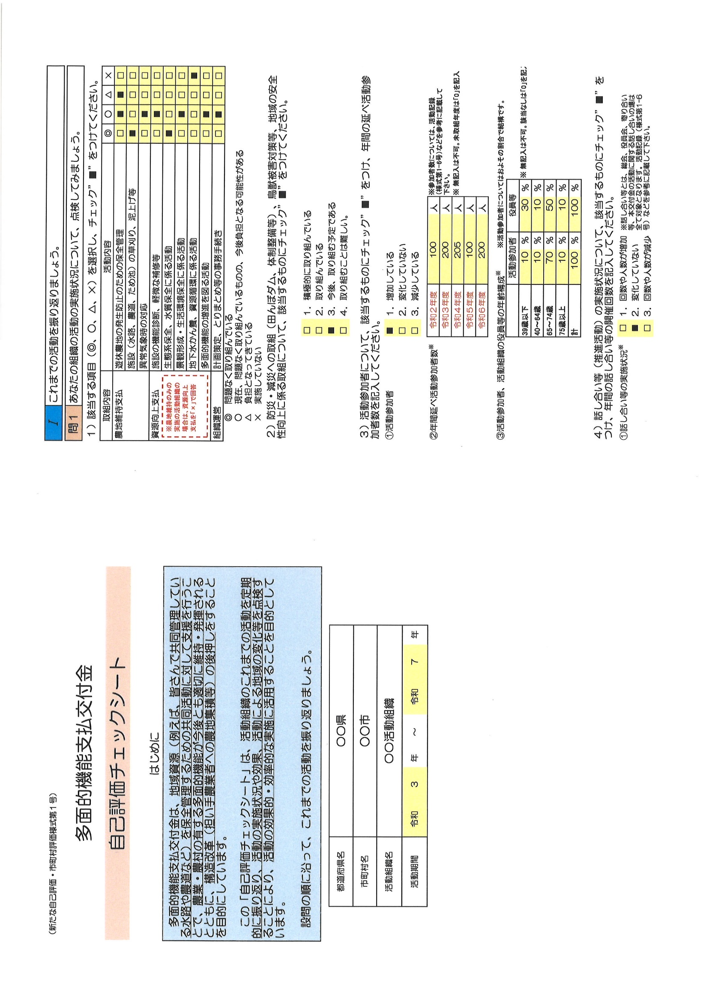 （新たな自己評価・市町村評価様式第１号）
多面的機能支払交付金
自己評価チェックシート
はじめに
多面的機能支払交付金は、地域資源（例えば、皆さんで共同管理してい
る水路や農道など）を保全管理するための共同活動に対して支援を行うこ
とで、農業・農村の有する多面的機能が今後とも適切に維持・発揮される
とともに、構造改革（担い手農業者への農地集積等）の後押しをすること
を目的にしています。
この「自己評価チェックシート」は、活動組織のこれまでの活動を定期
的に振り返り、活動の実施状況や効果、活動による地域の変化等を点検す
ることにより、活動の効果的・効率的な実施に活用することを目的として
います。
設問の順に沿って、これまでの活動を振り返りましょう。
都道府県名 〇〇県
市町村名 〇〇市
活動組織名 〇〇活動組織
活動期間 令和 3 年 ～ 令和 7 年
Ⅰ これまでの活動を振り返りましょう。
問１ あなたの組織の活動の実施状況について、点検してみましょう。
１）該当する項目（◎、〇、△、×）を選択し、チェック”■”をつけてください。
取組内容 活動内容 ◎ 〇 △ ×
農地維持支払 遊休農地の発生防止のための保全管理 □ ■ ■ □
施設（水路、農道、ため池）の草刈り、泥上げ等 ■ □ □ □
異常気象時の対応 □ ■ □ □
資源向上支払 施設の機能診断、軽微な補修等 □ ■ □ □
※農地維持のみの
実施の活動組織の
場合は、資源向上
支払を「×」で回答
生態系保全、水質保全に係る活動 ■ □ □ □
景観形成・生活環境保全に係る活動 □ ■ □ □
地下水かん養、資源循環に係る活動 □ □ □ ■
多面的機能の増進を図る活動 □ ■ □ □
組織運営 計画策定、とりまとめ等の事務手続き □ ■ □ □
◎ 問題なく取り組んでいる
〇 現在、問題なく取り組んでいるものの、今後負担となる可能性がある
△ 負担となってきている
× 実施していない
２）防災・減災への取組（田んぼダム、体制整備等）、鳥獣被害対策等、地域の安全
性向上に係る取組について、該当するものにチェック”■”をつけてください。
□ 1. 積極的に取り組んでいる
□ 2. 取り組んでいる
■ 3. 今後、取り組む予定である
□ 4. 取り組むことは難しい。
３）活動参加者について、該当するものにチェック”■”をつけ、年間の延べ活動参
加者数を記入してください。
①活動参加者
■ 1. 増加している
□ 2. 変化していない
□ 3. 減少している
②年間延べ活動参加者数※
令和２年度 100 人
令和３年度 200 人
令和４年度 205 人
令和５年度 100 人
令和６年度 200 人
※参加者数については、活動記録
（様式第1-6号）などを参考に記載して
下さい。
※ 無記入は不可。未取組年度は「0」を記入
③活動参加者、活動組織の役員等の年齢構成※ ※活動参加者についてはおよその割合で結構です。
活動参加者 役員等
39歳以下 10 % 30 % ※ 無記入は不可。該当なしは「0」を記
40～64歳 10 % 10 %
65～74歳 70 % 50 %
75歳以上 10 % 10 %
計 100 % 100 %
４）話し合い等（推進活動）の実施状況について、該当するものにチェック”■”を
つけ、年間の話し合い等の開催回数を記入してください。
①話し合い等の実施状況※
□ 1. 回数や人数が増加
■ 2. 変化していない
□ 3. 回数や人数が減少
※話し合い等とは、総会、役員会、寄り合い
等、本交付金の活動に関する話し合いの場は
全て対象となります。活動記録（様式第1-6
号）などを参考に記載して下さい。